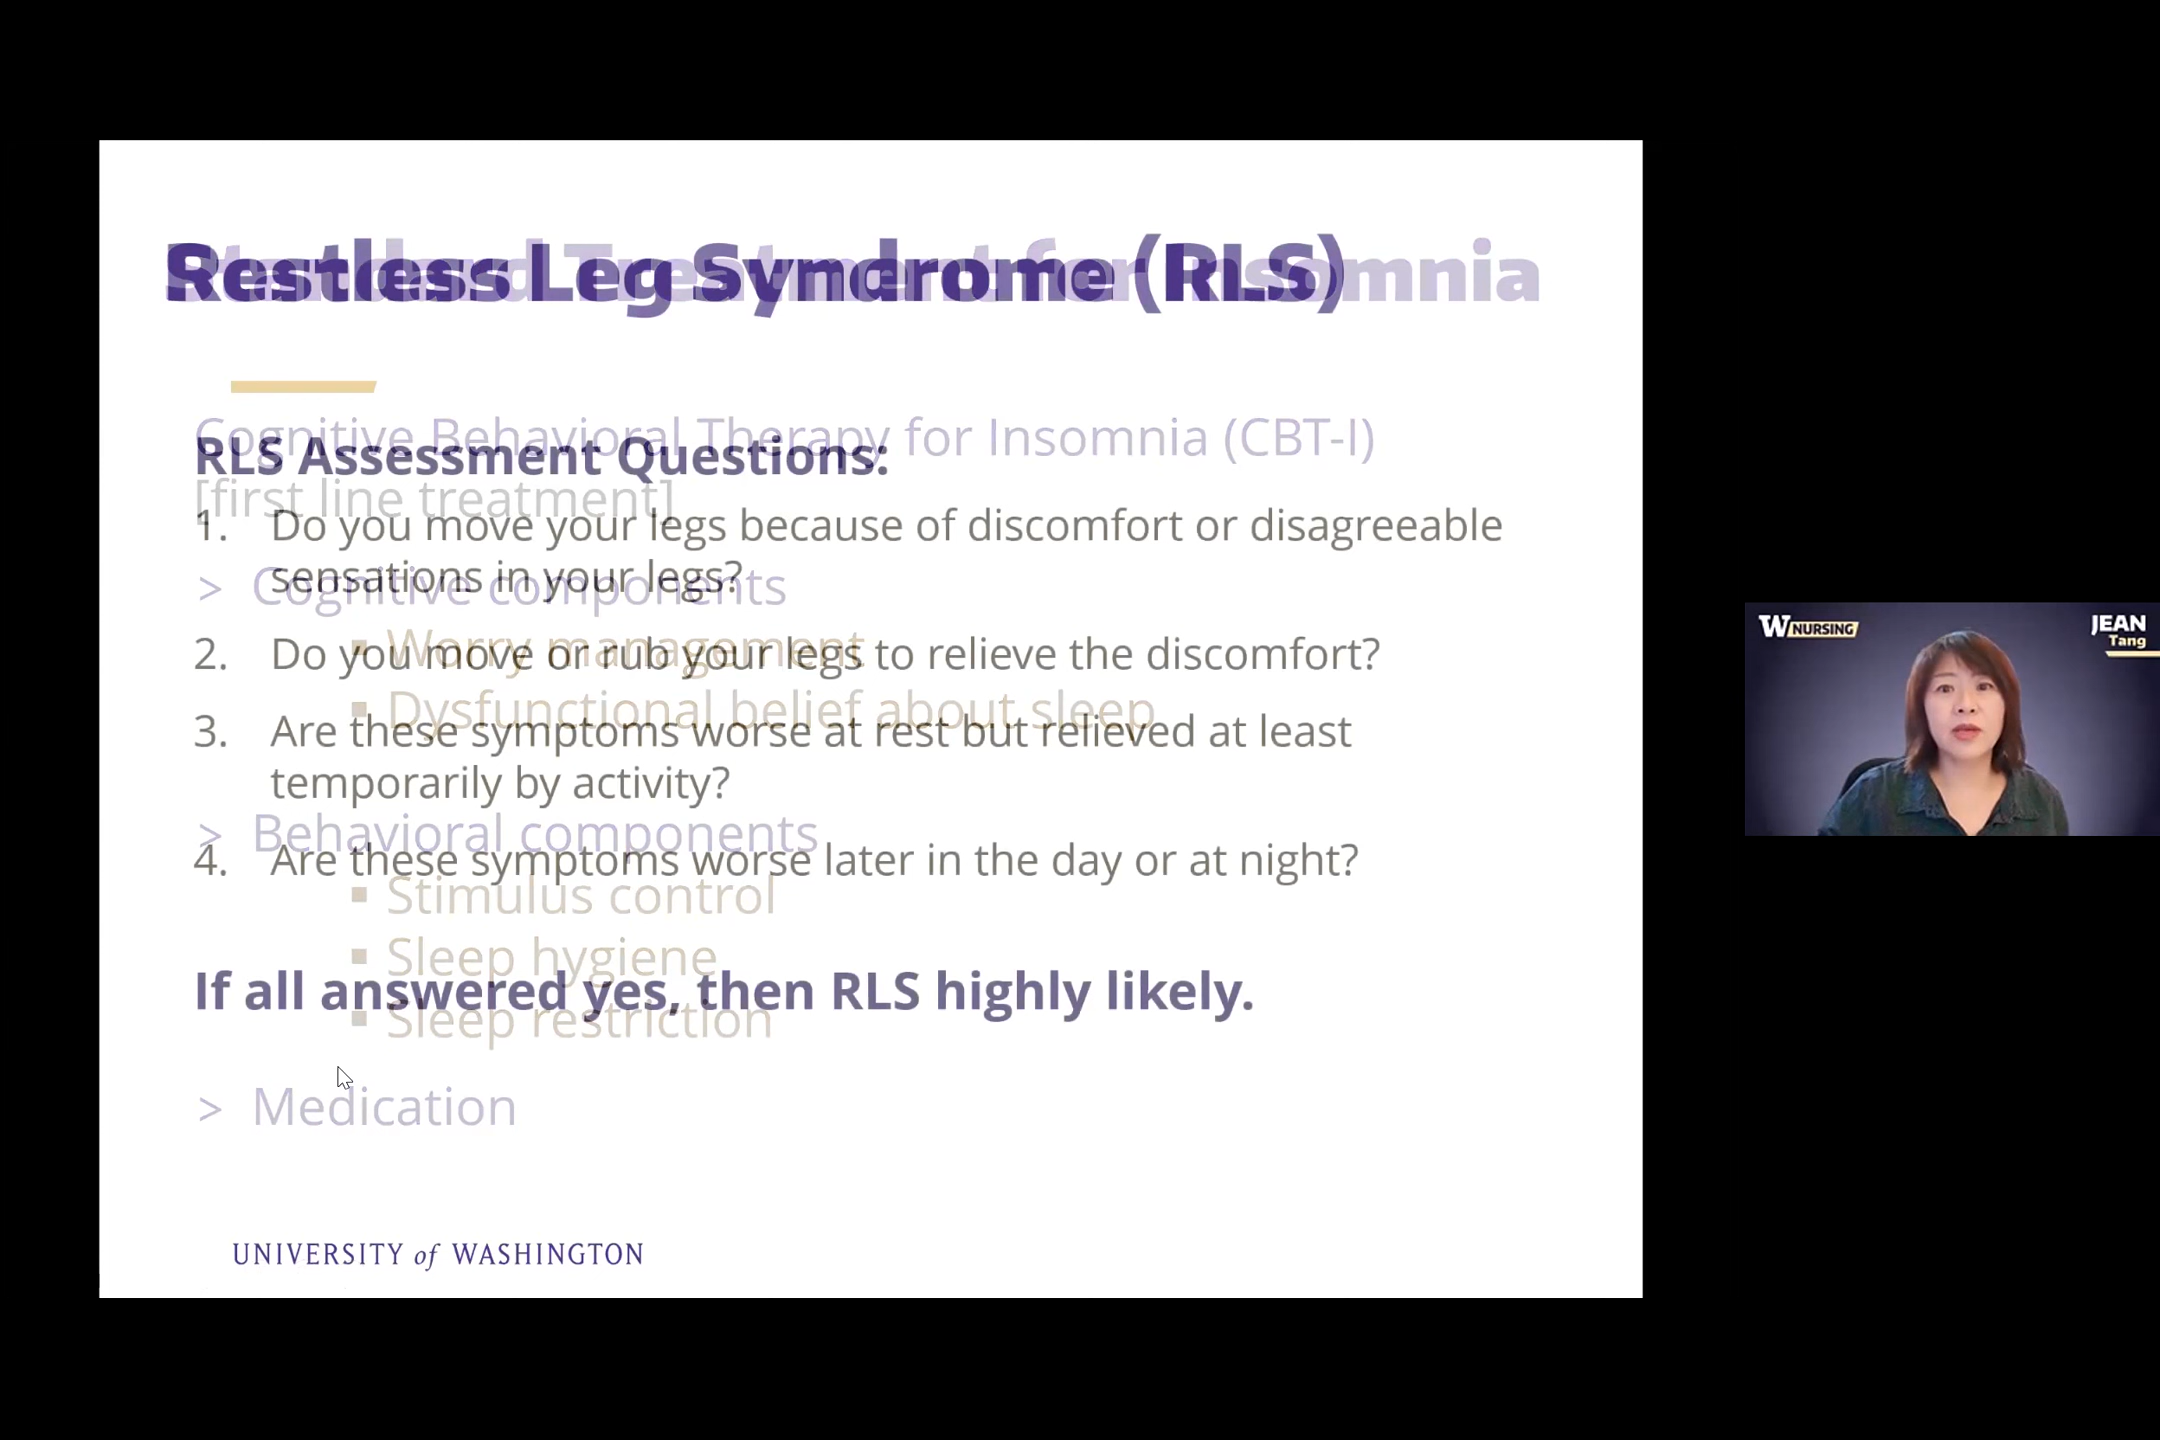 Restless Leg Syndrome (RLS)
Standard Treatment for Insomnia
Cognitive Behavioral Therapy for Insomnia (CBT-I)
[first line treatment]
RLS Assessment Questions:
1. Do you move your legs because of discomfort or disagreeable
sensations in your legs?
2. Do you move or rub your legs to relieve the discomfort?
3. Are these symptoms worse at rest but relieved at least
temporarily by activity?
4. Are these symptoms worse later in the day or at night?
If all answered yes, then RLS highly likely.
> Cognitive components
▪ Worry management
▪ Dysfunctional belief about sleep
> Behavioral components
▪ Stimulus control
▪ Sleep hygiene
▪ Sleep restriction
> Medication
UNIVERSITY of WASHINGTON
W NURSING
JEAN
Tang